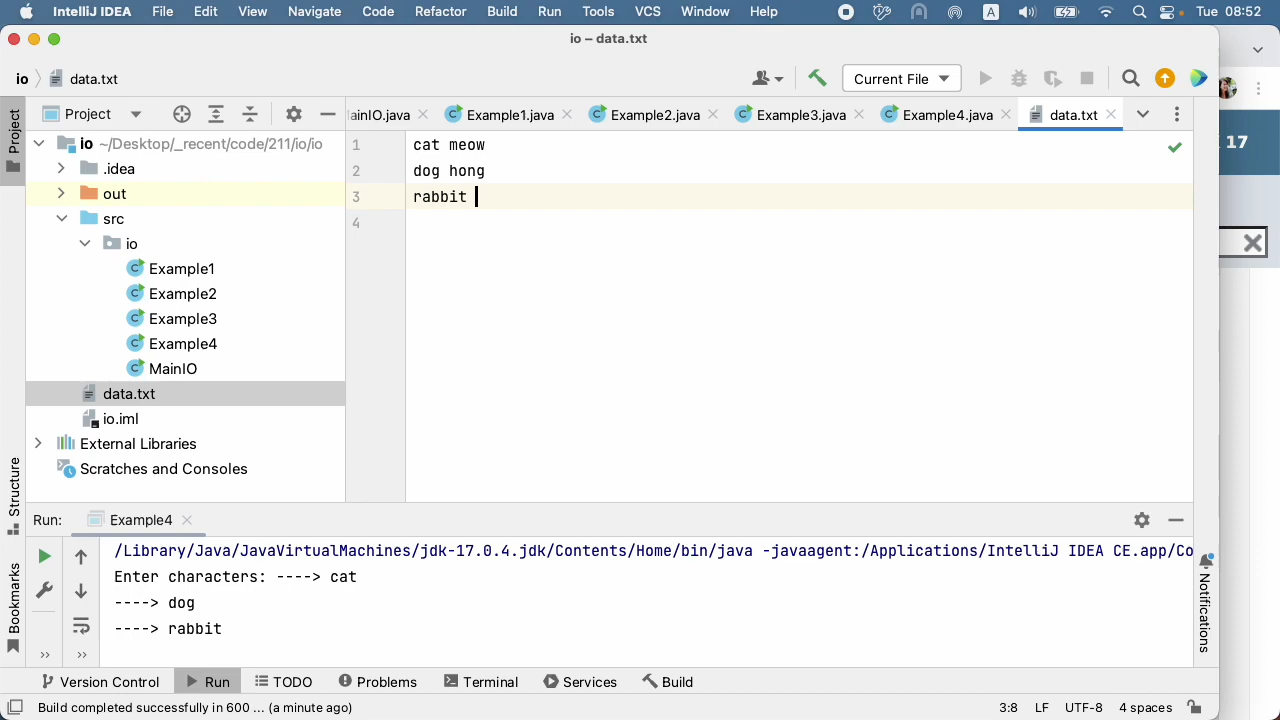 IntelliJ IDEA File Edit View Navigate Code Refactor Build Run Tools VCS Window Help A Tue 08:52
io – data.txt
io data.txt Current File
Project ainIO.java Example1.java Example2.java Example3.java Example4.java data.txt
Project
io ~/Desktop/_recent/code/211/io/io
.idea
out
src
io
Example1
Example2
Example3
Example4
MainIO
data.txt
io.iml
External Libraries
Scratches and Consoles
1 cat meow
2 dog hong
3 rabbit
4
17
Structure
Bookmarks
Notifications
Run: Example4
/Library/Java/JavaVirtualMachines/jdk-17.0.4.jdk/Contents/Home/bin/java -javaagent:/Applications/IntelliJ IDEA CE.app/Co
Enter characters: ----> cat
----> dog
----> rabbit
Version Control Run TODO Problems Terminal Services Build
Build completed successfully in 600 ... (a minute ago) 3:8 LF UTF-8 4 spaces